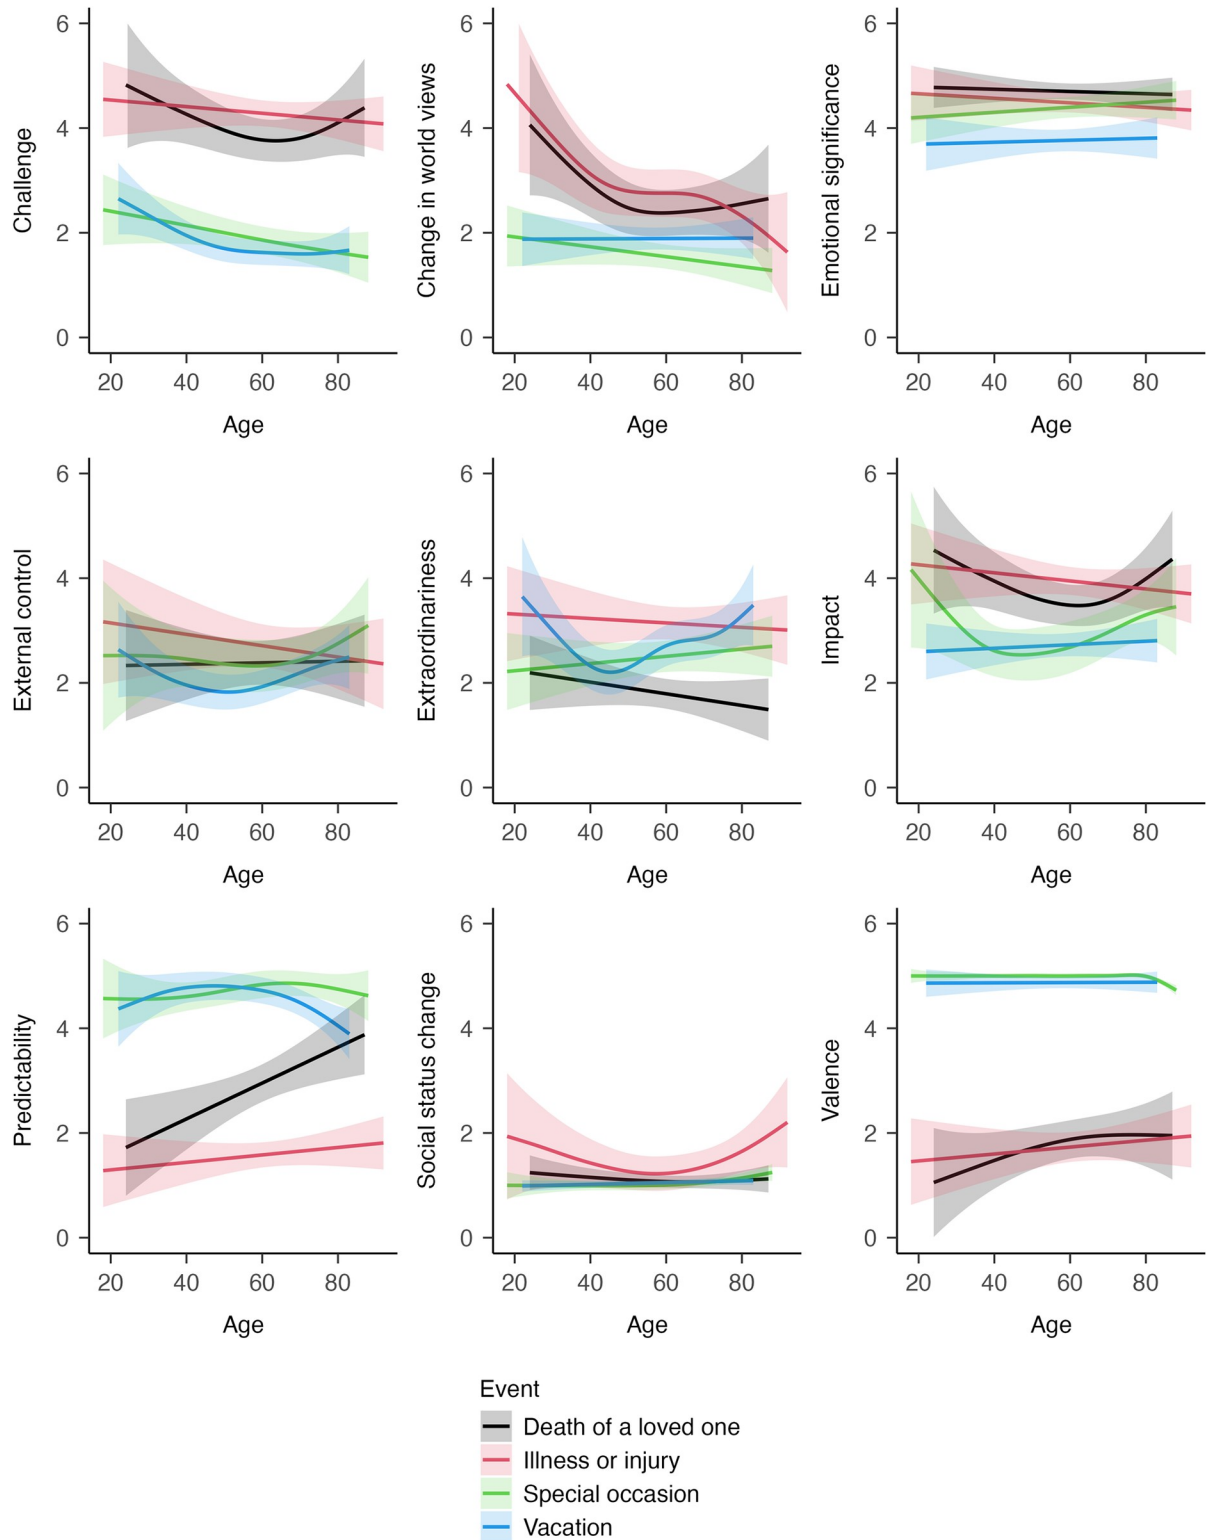 Challenge
6
4
2
0
20 40 60 80
Age
Change in world views
6
4
2
0
20 40 60 80
Age
Emotional significance
6
4
2
0
20 40 60 80
Age
External control
6
4
2
0
20 40 60 80
Age
Extraordinariness
6
4
2
0
20 40 60 80
Age
Impact
6
4
2
0
20 40 60 80
Age
Predictability
6
4
2
0
20 40 60 80
Age
Social status change
6
4
2
0
20 40 60 80
Age
Valence
6
4
2
0
20 40 60 80
Age
Event
Death of a loved one
Illness or injury
Special occasion
Vacation